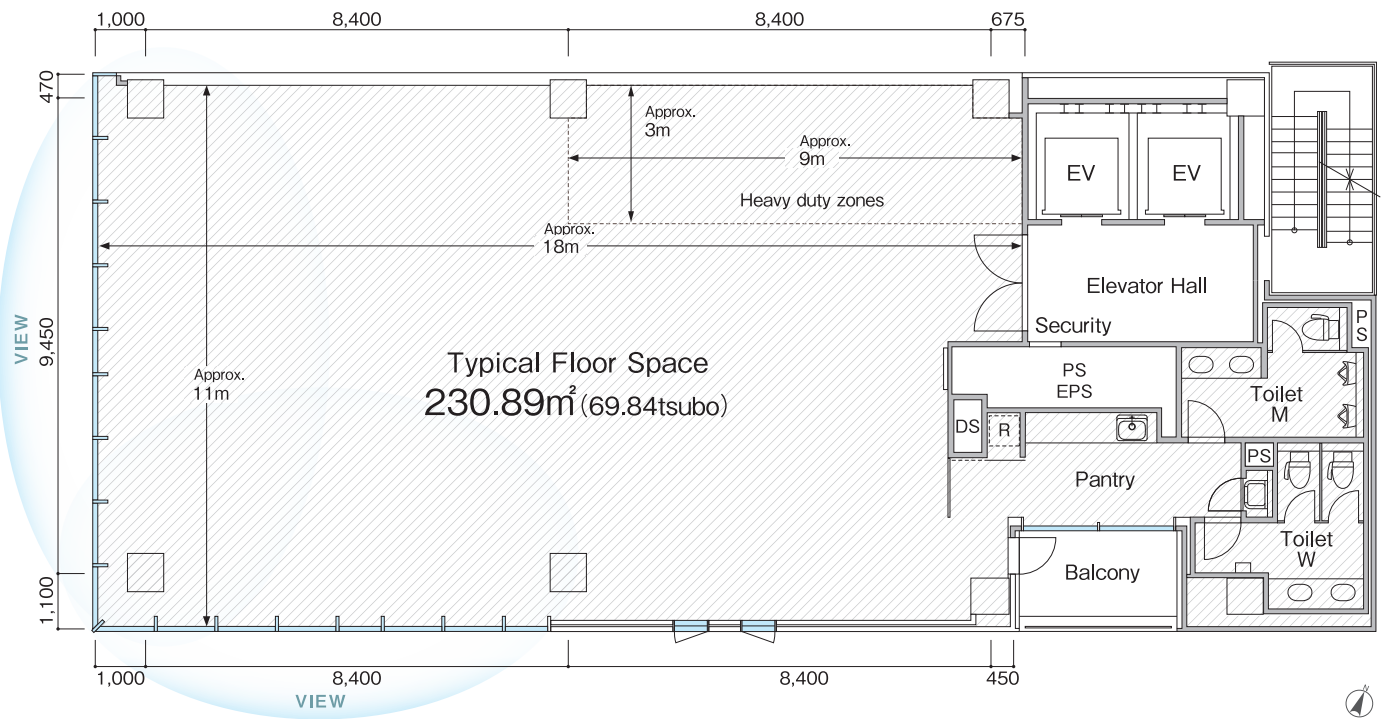 1,000
8,400
8,400
675
470
9,450
1,100
VIEW
Approx.
3m
Approx.
9m
Heavy duty zones
Approx.
18m
Approx.
11m
Typical Floor Space
230.89㎡(69.84tsubo)
EV
EV
Elevator Hall
Security
PS
EPS
DS
R
Pantry
Balcony
PS
Toilet
M
PS
Toilet
W
1,000
8,400
8,400
450
VIEW
N